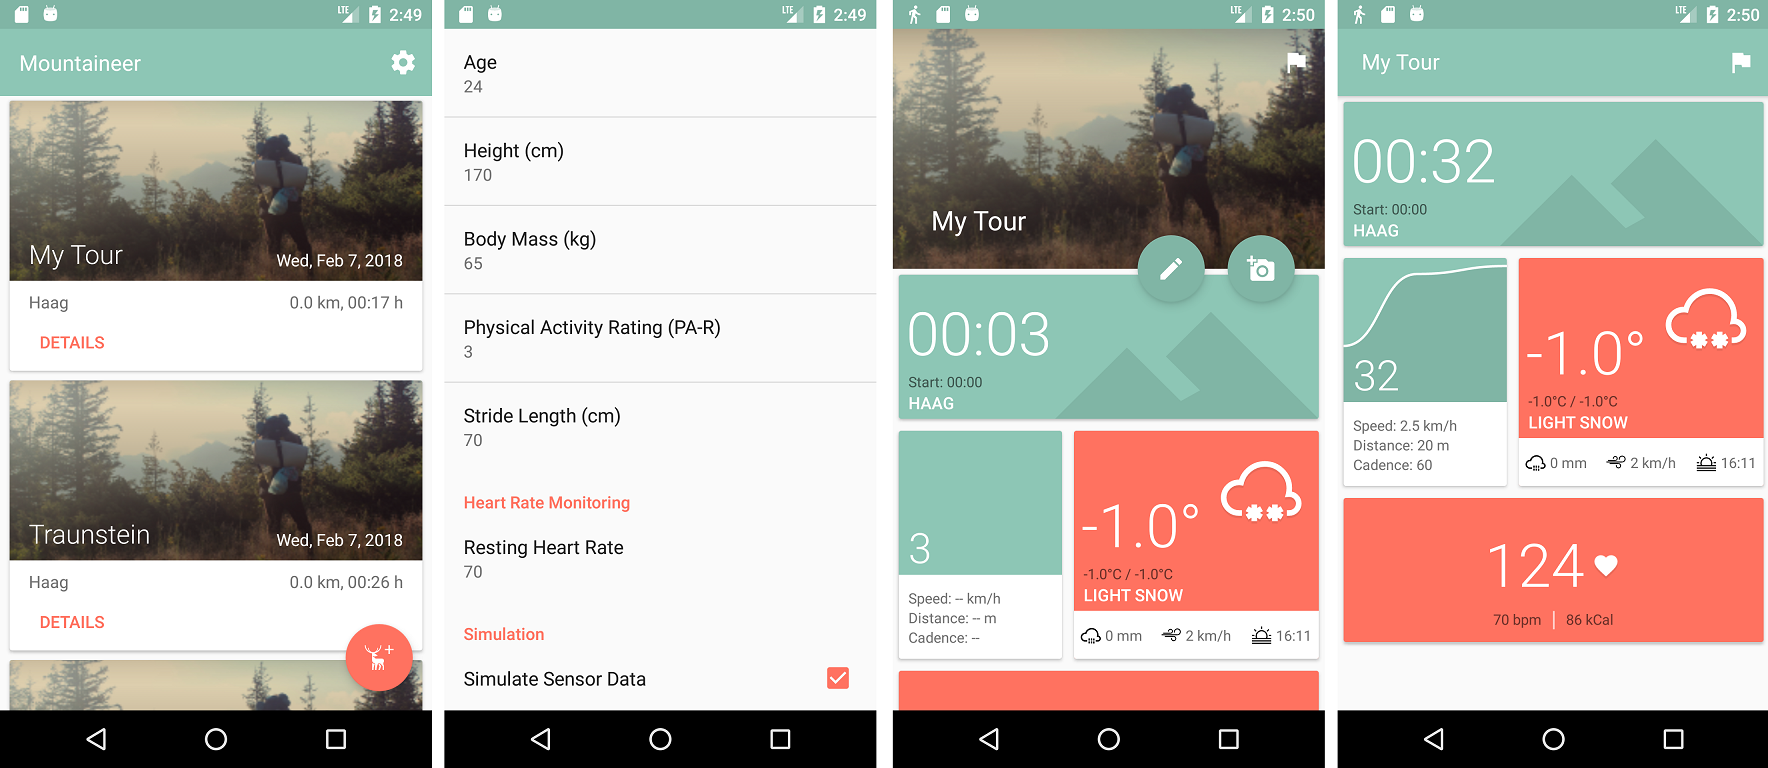 LTE 2:49
Mountaineer
My Tour
Wed, Feb 7, 2018
Haag
0.0 km, 00:17 h
DETAILS
Traunstein
Wed, Feb 7, 2018
Haag
0.0 km, 00:26 h
DETAILS
LTE 2:49
Age
24
Height (cm)
170
Body Mass (kg)
65
Physical Activity Rating (PA-R)
3
Stride Length (cm)
70
Heart Rate Monitoring
Resting Heart Rate
70
Simulation
Simulate Sensor Data
LTE 2:50
My Tour
00:03
Start: 00:00
HAAG
3
Speed: -- km/h
Distance: -- m
Cadence: --
-1.0°
-1.0°C / -1.0°C
LIGHT SNOW
0 mm
2 km/h
16:11
LTE 2:50
My Tour
00:32
Start: 00:00
HAAG
32
Speed: 2.5 km/h
Distance: 20 m
Cadence: 60
-1.0°
-1.0°C / -1.0°C
LIGHT SNOW
0 mm
2 km/h
16:11
124
70 bpm
86 kCal